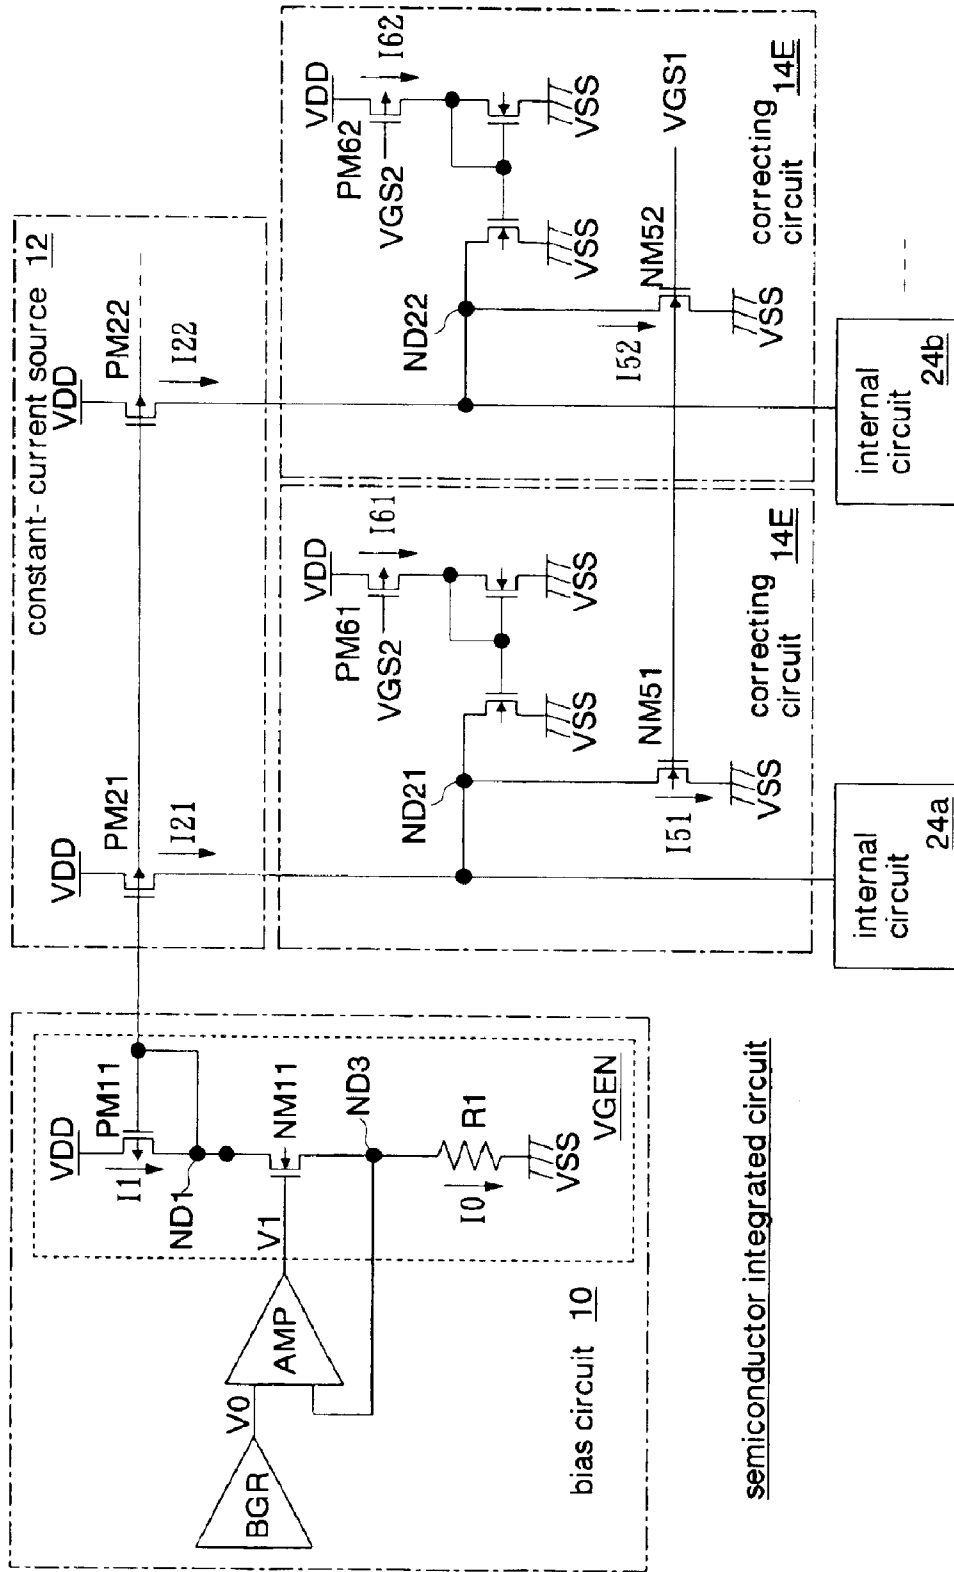 constant-current source 12
VDD
PM21
I21
VDD
PM22
I22
VDD
PM11
I1
ND1
V1
NM11
ND3
R1
I0
VSS
VGEN
BGR
V0
AMP
bias circuit 10
VDD
PM61
VGS2
I61
VSS
VSS
ND21
NM51
I51
VSS
correcting
circuit
14E
VDD
PM62
VGS2
I62
VSS
VSS
ND22
NM52
I52
VSS
VGS1
correcting
circuit
14E
internal
circuit
24a
internal
circuit
24b
semiconductor integrated circuit